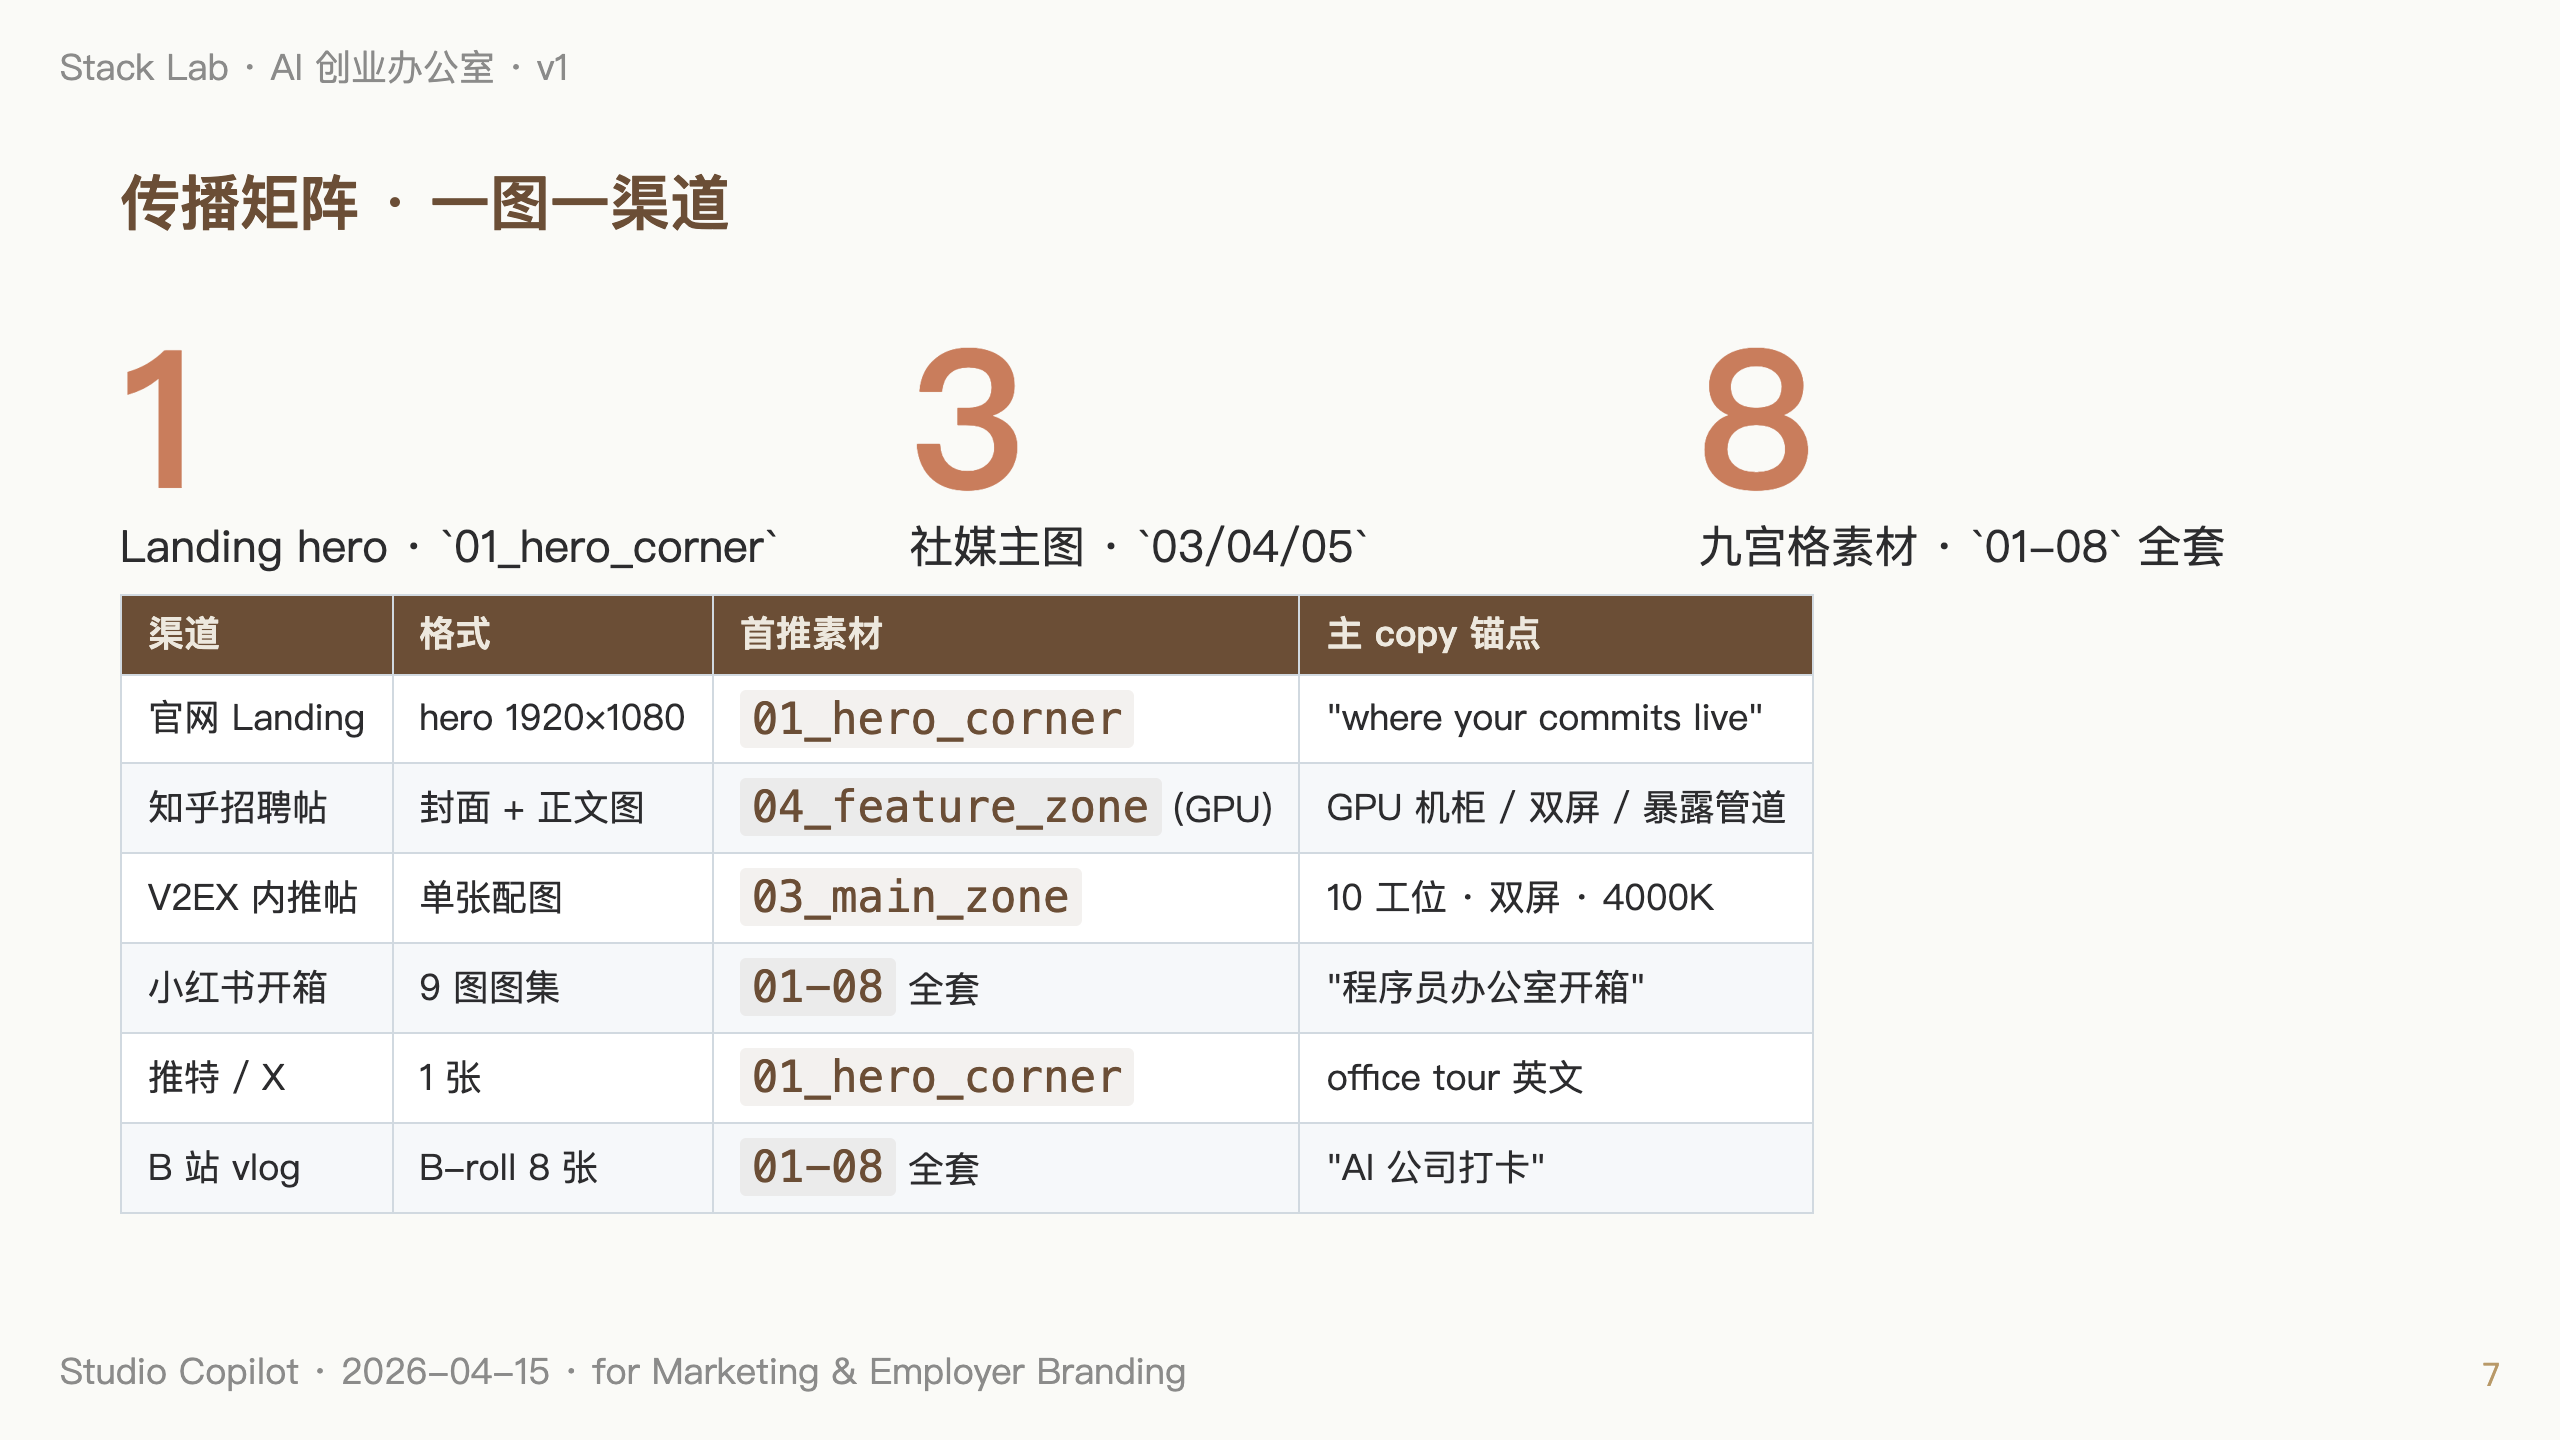 Stack Lab · AI 创业办公室 · v1
传播矩阵 · 一图一渠道
1
Landing hero · `01_hero_corner`
3
社媒主图 · `03/04/05`
8
九宫格素材 · `01-08` 全套
渠道 格式 首推素材 主 copy 锚点
官网 Landing hero 1920×1080 01_hero_corner "where your commits live"
知乎招聘帖 封面 + 正文图 04_feature_zone (GPU) GPU 机柜 / 双屏 / 暴露管道
V2EX 内推帖 单张配图 03_main_zone 10 工位 · 双屏 · 4000K
小红书开箱 9 图图集 01-08 全套 "程序员办公室开箱"
推特 / X 1 张 01_hero_corner office tour 英文
B 站 vlog B-roll 8 张 01-08 全套 "AI 公司打卡"
Studio Copilot · 2026-04-15 · for Marketing & Employer Branding
7